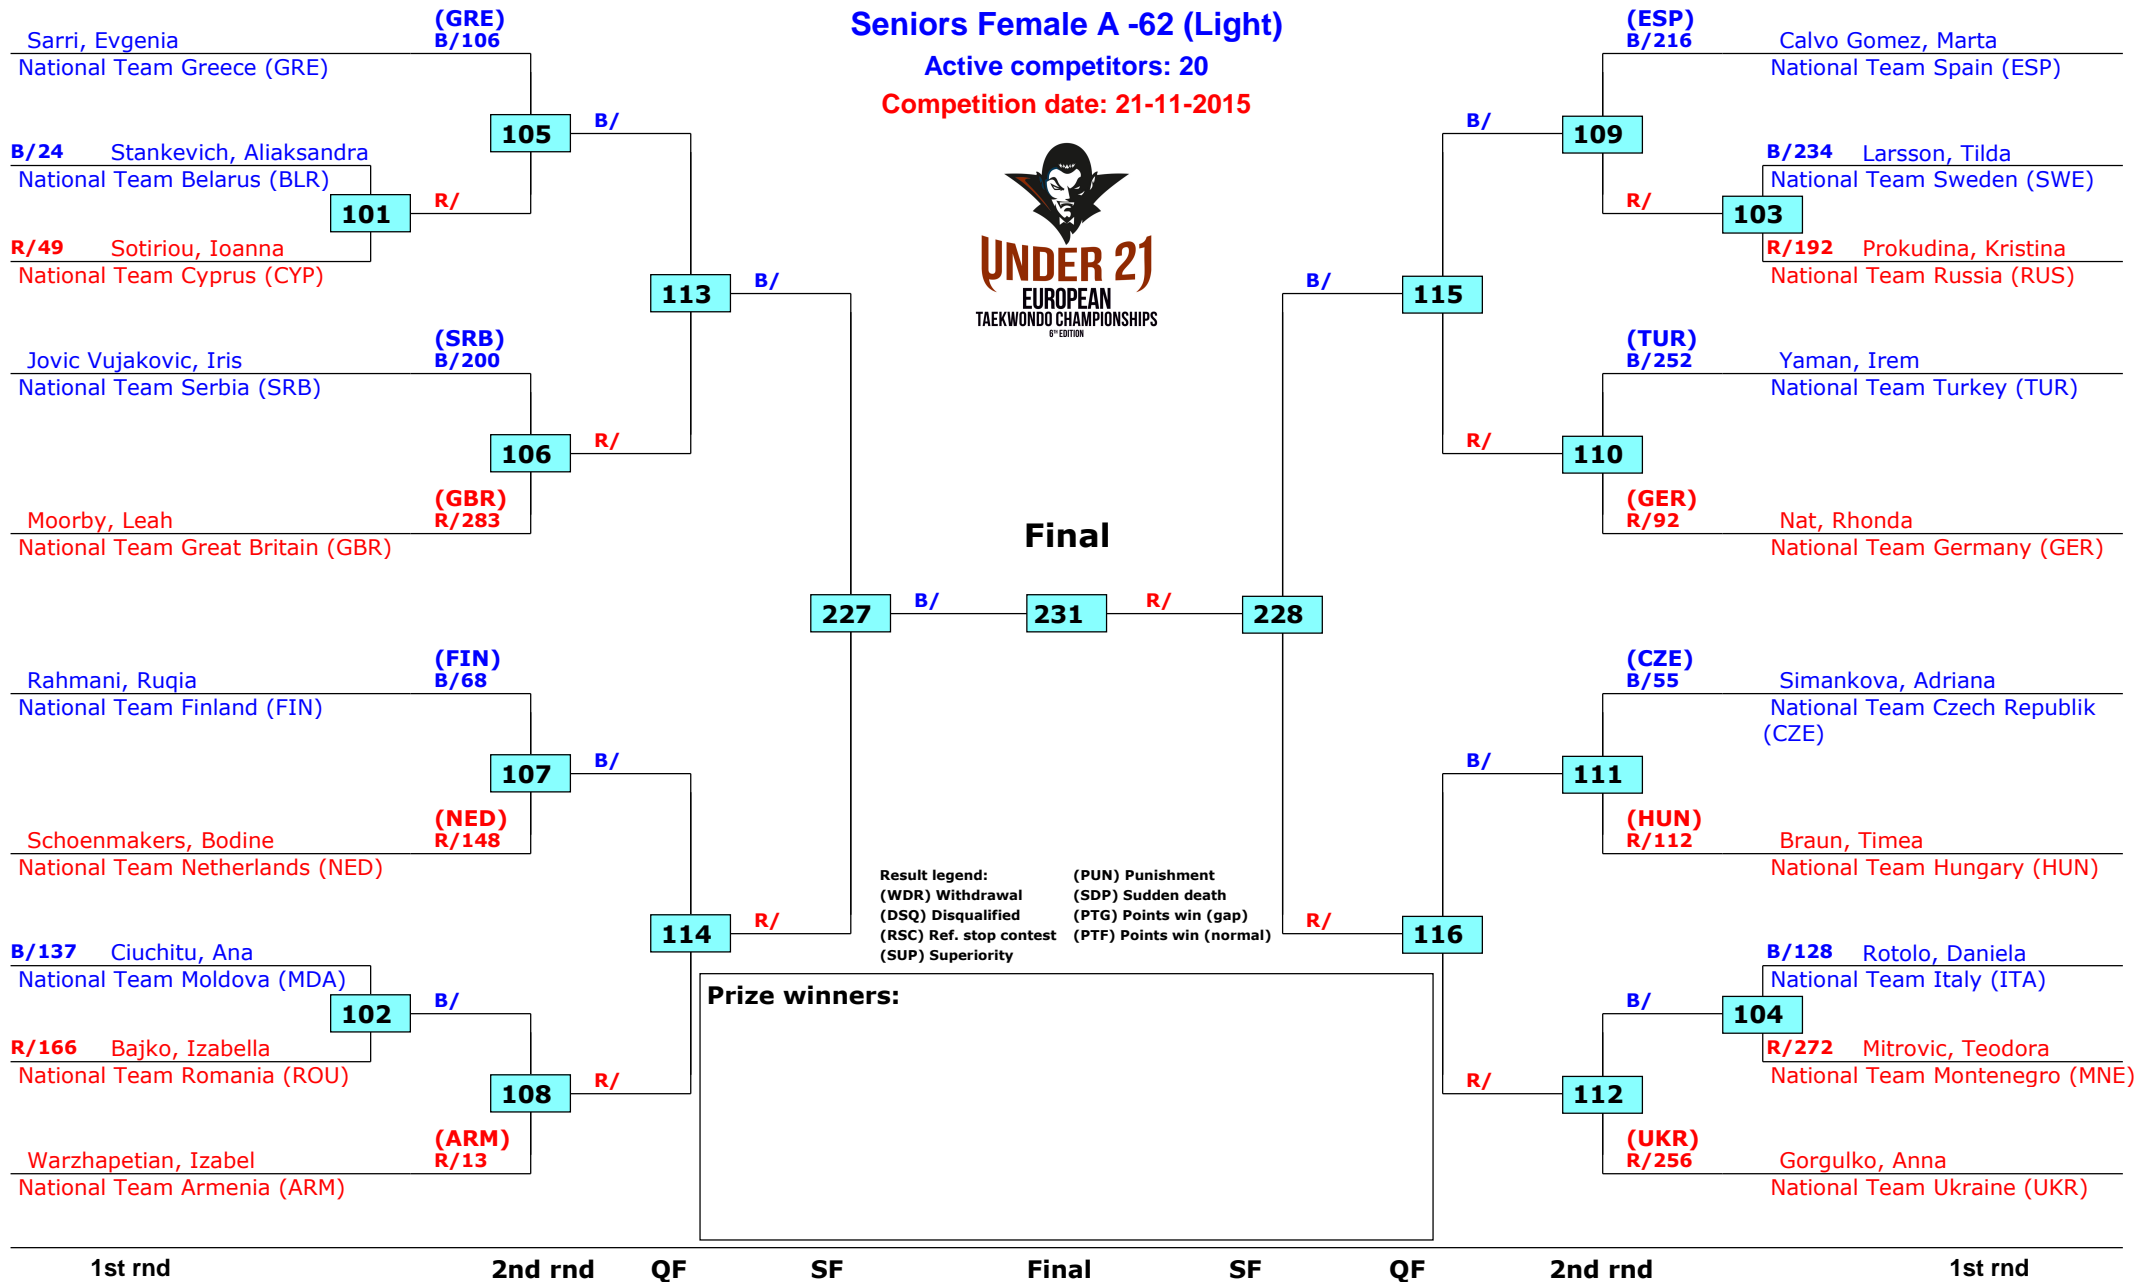 Seniors Female A -62 (Light)
Active competitors: 20
Competition date: 21-11-2015
UNDER 21
EUROPEAN
TAEKWONDO CHAMPIONSHIPS
6TH EDITION
(GRE)
Sarri, Evgenia B/106
National Team Greece (GRE)
105
B/
B/24 Stankevich, Aliaksandra
National Team Belarus (BLR)
101
R/
R/49 Sotiriou, Ioanna
National Team Cyprus (CYP)
113
B/
(SRB)
Jovic Vujakovic, Iris B/200
National Team Serbia (SRB)
106
R/
(GBR)
Moorby, Leah R/283
National Team Great Britain (GBR)
227
B/
(FIN)
Rahmani, Ruqia B/68
National Team Finland (FIN)
107
B/
(NED)
Schoenmakers, Bodine R/148
National Team Netherlands (NED)
114
R/
B/137 Ciuchitu, Ana
National Team Moldova (MDA)
102
B/
R/166 Bajko, Izabella
National Team Romania (ROU)
108
R/
(ARM)
Warzhapetian, Izabel R/13
National Team Armenia (ARM)
Final
231
R/
228
(ESP)
B/216 Calvo Gomez, Marta
National Team Spain (ESP)
B/
109
B/234 Larsson, Tilda
National Team Sweden (SWE)
R/
103
R/192 Prokudina, Kristina
National Team Russia (RUS)
B/
115
(TUR)
B/252 Yaman, Irem
National Team Turkey (TUR)
R/
110
(GER)
R/92 Nat, Rhonda
National Team Germany (GER)
(CZE)
B/55 Simankova, Adriana
National Team Czech Republik
(CZE)
B/
111
(HUN)
R/112 Braun, Timea
National Team Hungary (HUN)
R/
116
B/128 Rotolo, Daniela
National Team Italy (ITA)
B/
104
R/272 Mitrovic, Teodora
National Team Montenegro (MNE)
R/
112
(UKR)
R/256 Gorgulko, Anna
National Team Ukraine (UKR)
Result legend: (PUN) Punishment
(WDR) Withdrawal (SDP) Sudden death
(DSQ) Disqualified (PTG) Points win (gap)
(RSC) Ref. stop contest (PTF) Points win (normal)
(SUP) Superiority
Prize winners:
1st rnd 2nd rnd QF SF Final SF QF 2nd rnd 1st rnd